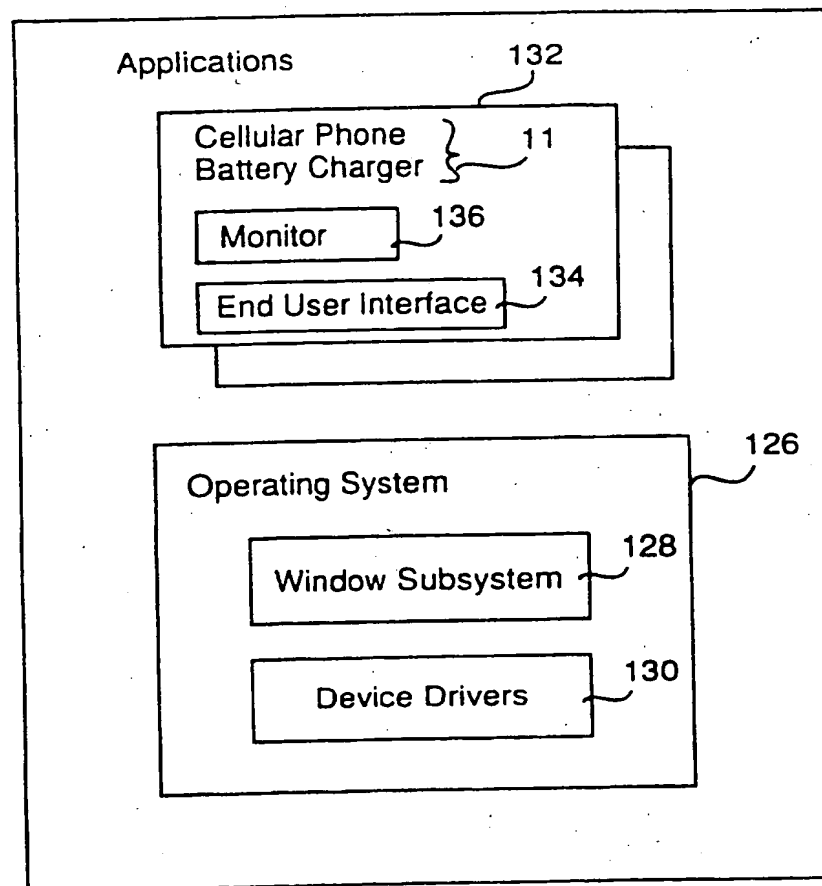 Applications
132
Cellular Phone
Battery Charger
11
Monitor
136
End User Interface
134
126
Operating System
Window Subsystem
128
Device Drivers
130